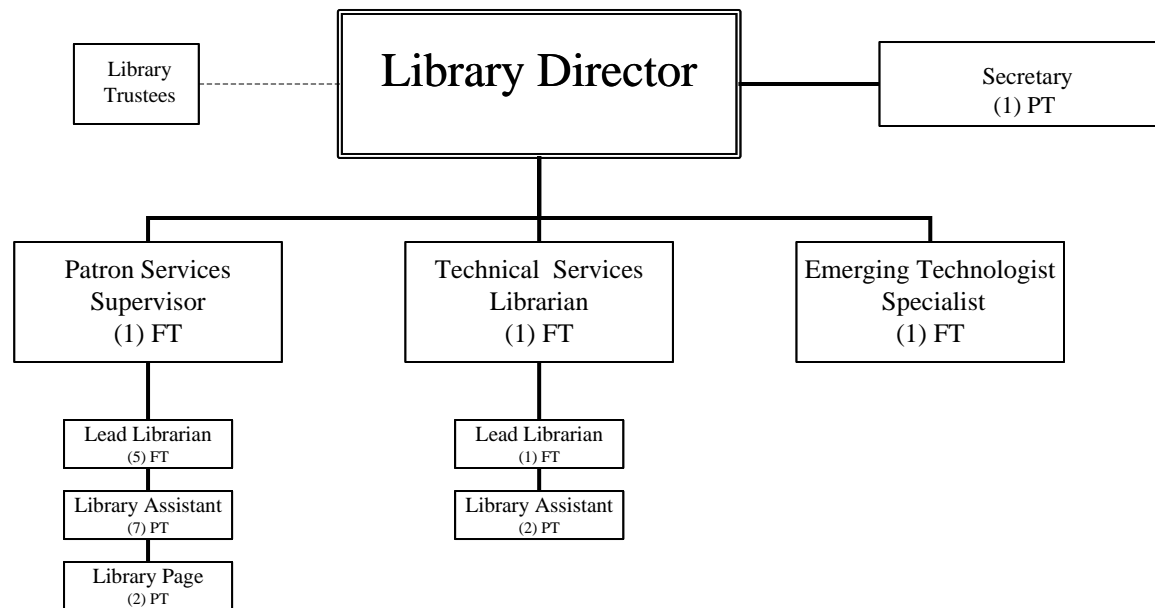 Library Director
Library
Trustees
Secretary
(1) PT
Patron Services
Supervisor
(1) FT
Technical Services
Librarian
(1) FT
Emerging Technologist
Specialist
(1) FT
Lead Librarian
(5) FT
Library Assistant
(7) PT
Library Page
(2) PT
Lead Librarian
(1) FT
Library Assistant
(2) PT